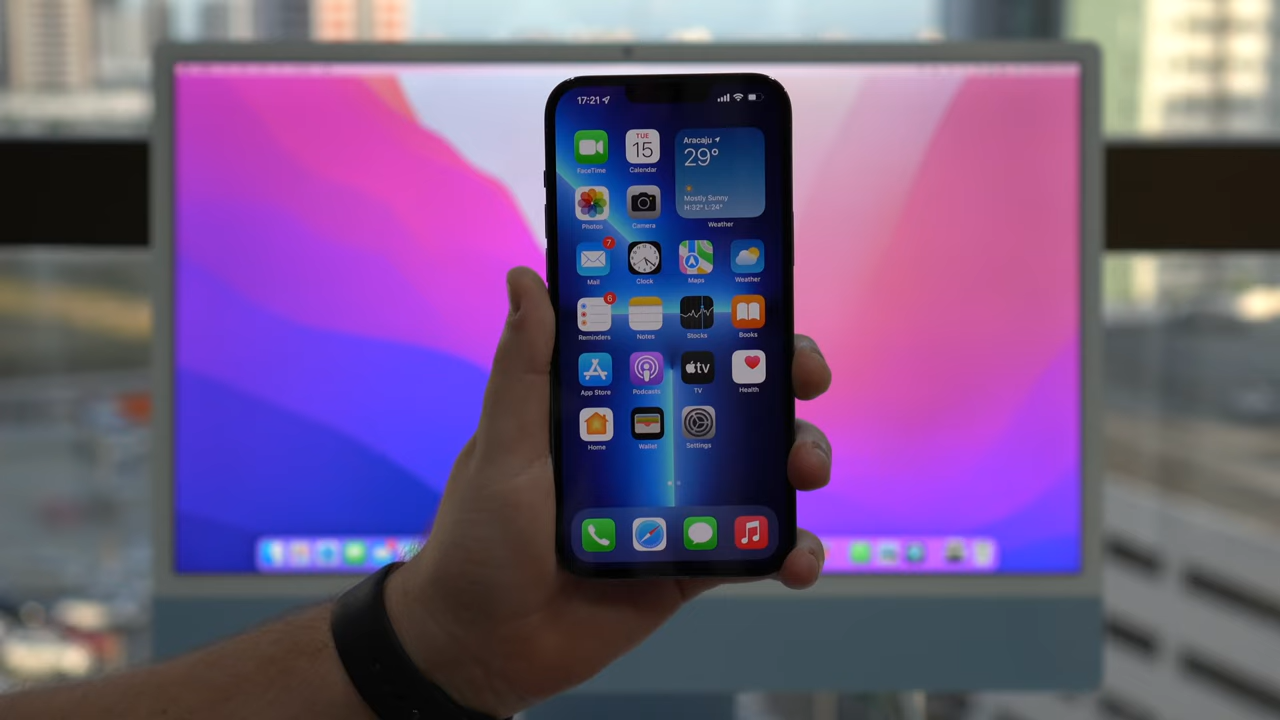 17:21
FaceTime
TUE
15
Calendar
Aracaju
29°
Mostly Sunny
H:32° L:24°
Weather
Photos
Camera
7
Mail
Clock
Maps
Weather
6
Reminders
Notes
Stocks
Books
App Store
Podcasts
tv
TV
Health
Home
Wallet
Settings